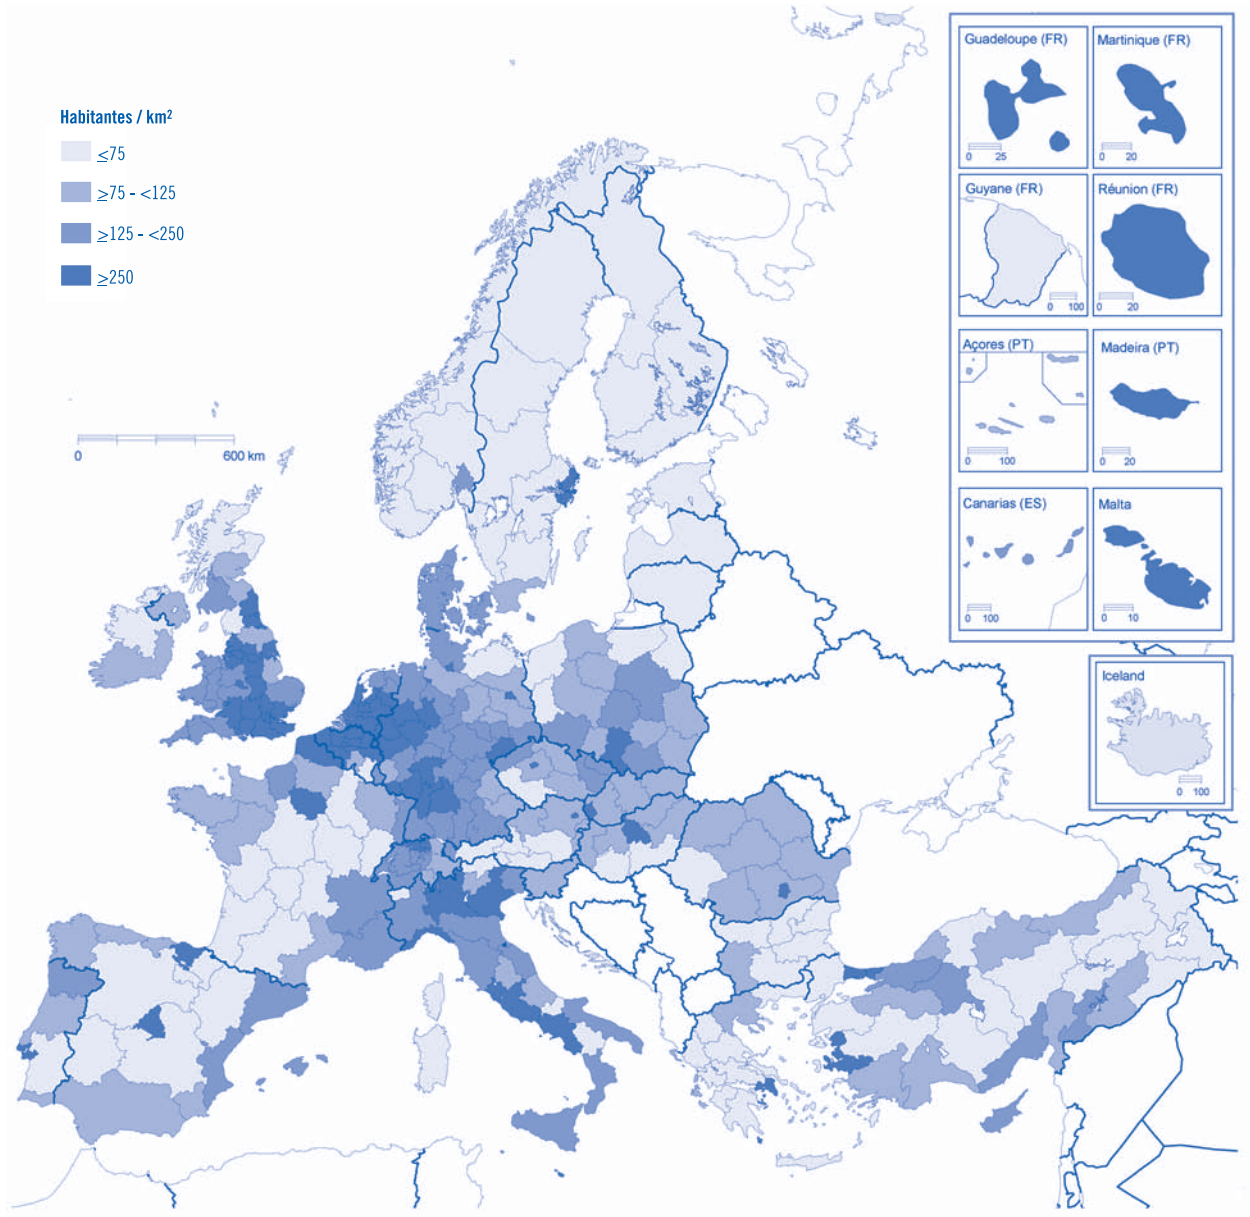 Habitantes / km²
≤75
≥75 - <125
≥125 - <250
≥250
0 600 km
Guadeloupe (FR)
0 25
Martinique (FR)
0 20
Guyane (FR)
0 100
Réunion (FR)
0 20
Açores (PT)
0 100
Madeira (PT)
0 20
Canarias (ES)
0 100
Malta
0 10
Iceland
0 100